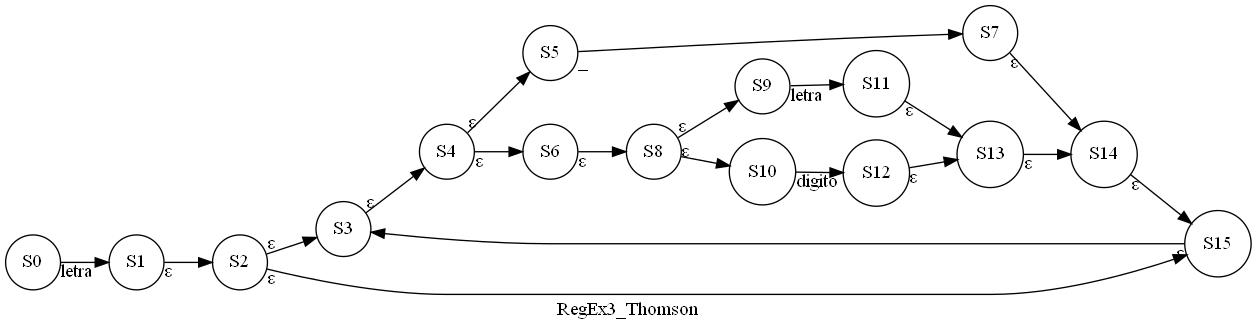 S5
_
S7
ε
S9
letra
S11
ε
S4
ε
ε
S6
ε
S8
ε
ε
S10
digito
S12
ε
S13
ε
S14
ε
S3
ε
S0
letra
S1
ε
S2
ε
ε
S15
ε
RegEx3_Thomson